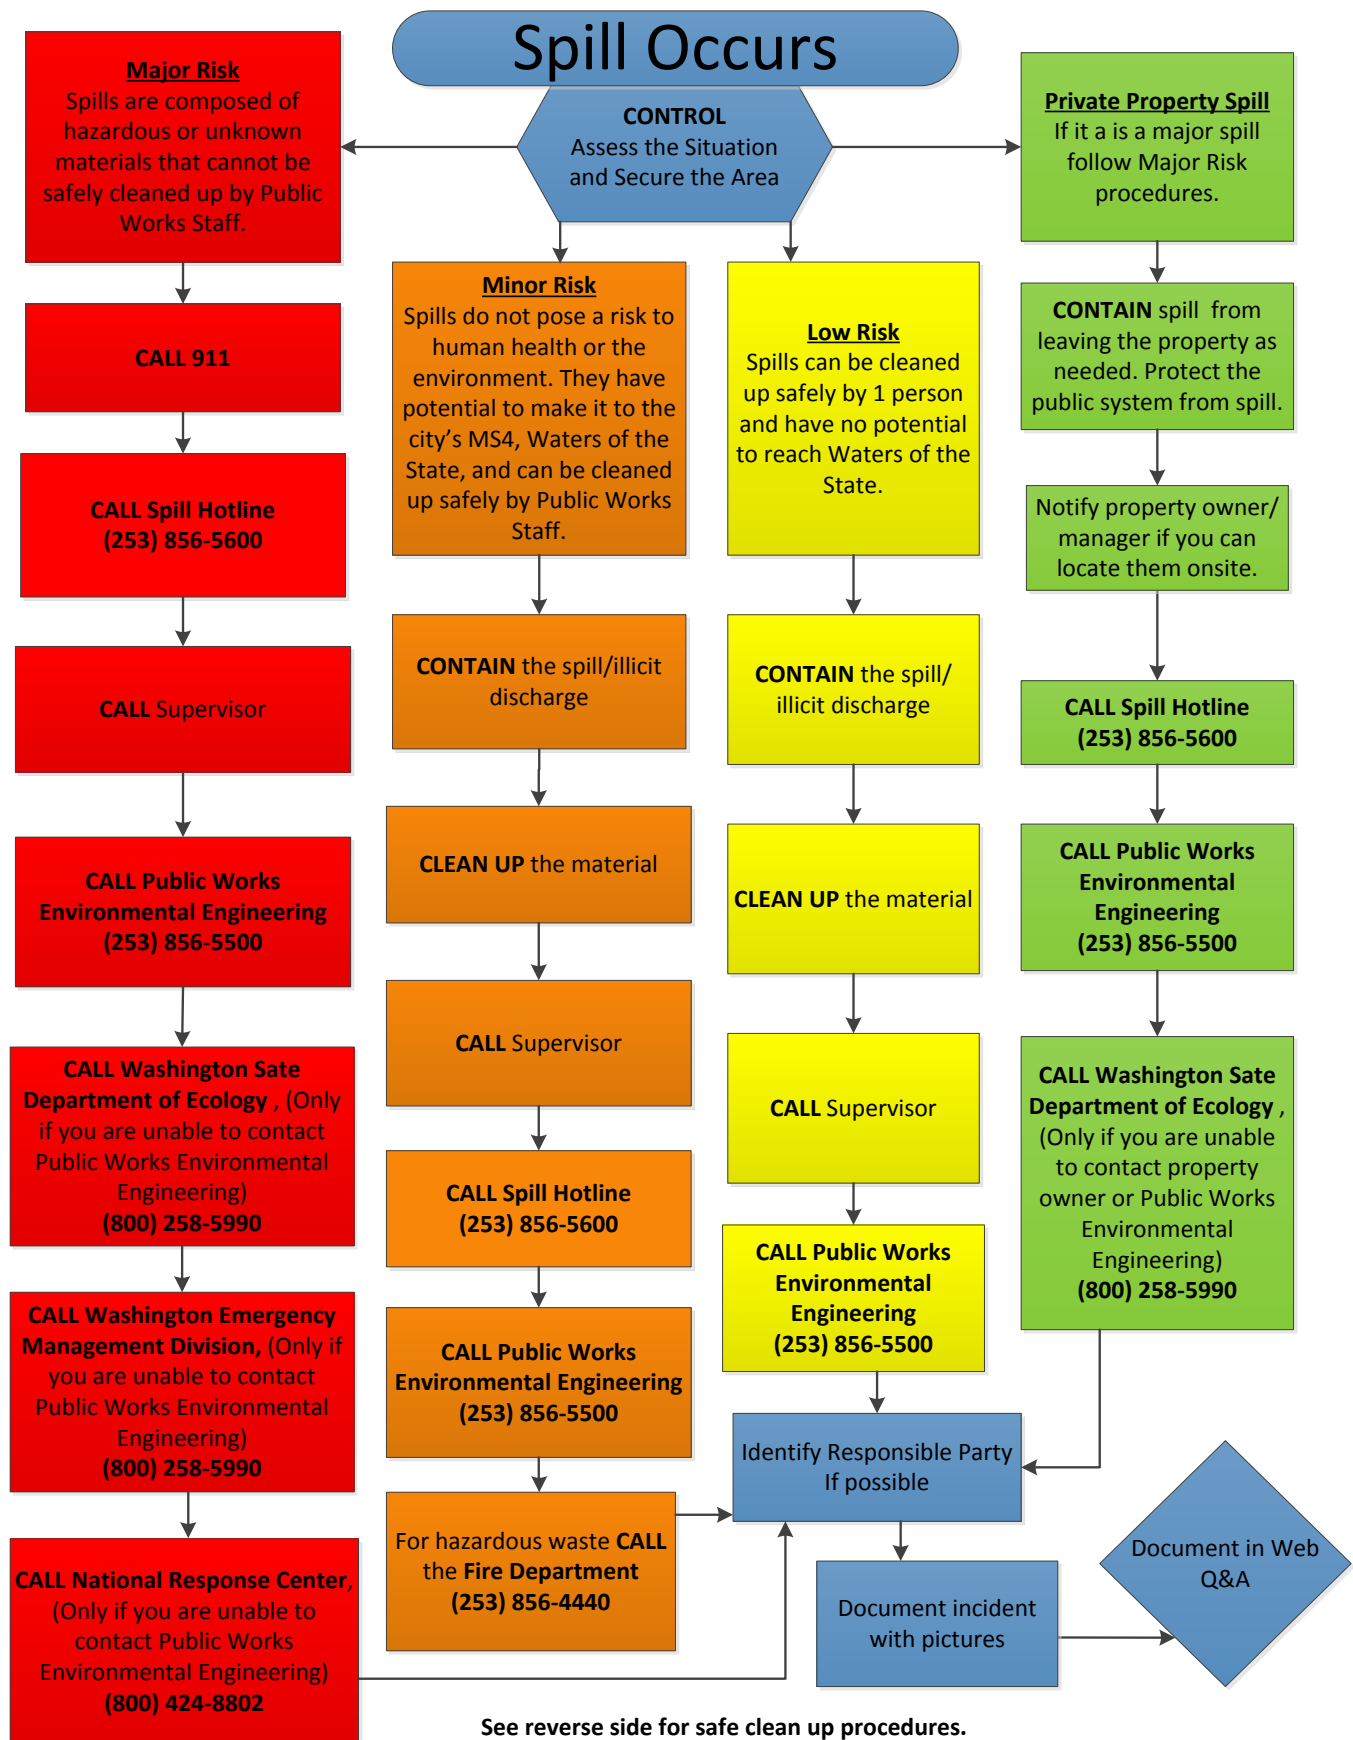 Spill Occurs
CONTROL
Assess the Situation
and Secure the Area
Major Risk
Spills are composed of
hazardous or unknown
materials that cannot be
safely cleaned up by Public
Works Staff.
CALL 911
CALL Spill Hotline
(253) 856-5600
CALL Supervisor
CALL Public Works
Environmental Engineering
(253) 856-5500
CALL Washington Sate
Department of Ecology , (Only
if you are unable to contact
Public Works Environmental
Engineering)
(800) 258-5990
CALL Washington Emergency
Management Division, (Only if
you are unable to contact
Public Works Environmental
Engineering)
(800) 258-5990
CALL National Response Center,
(Only if you are unable to
contact Public Works
Environmental Engineering)
(800) 424-8802
Minor Risk
Spills do not pose a risk to
human health or the
environment. They have
potential to make it to the
city's MS4, Waters of the
State, and can be cleaned
up safely by Public Works
Staff.
CONTAIN the spill/illicit
discharge
CLEAN UP the material
CALL Supervisor
CALL Spill Hotline
(253) 856-5600
CALL Public Works
Environmental Engineering
(253) 856-5500
For hazardous waste CALL
the Fire Department
(253) 856-4440
Low Risk
Spills can be cleaned
up safely by 1 person
and have no potential
to reach Waters of the
State.
CONTAIN the spill/
illicit discharge
CLEAN UP the material
CALL Supervisor
CALL Public Works
Environmental
Engineering
(253) 856-5500
Private Property Spill
If it a is a major spill
follow Major Risk
procedures.
CONTAIN spill from
leaving the property as
needed. Protect the
public system from spill.
Notify property owner/
manager if you can
locate them onsite.
CALL Spill Hotline
(253) 856-5600
CALL Public Works
Environmental
Engineering
(253) 856-5500
CALL Washington Sate
Department of Ecology ,
(Only if you are unable
to contact property
owner or Public Works
Environmental
Engineering)
(800) 258-5990
Identify Responsible Party
If possible
Document incident
with pictures
Document in Web
Q&A
See reverse side for safe clean up procedures.